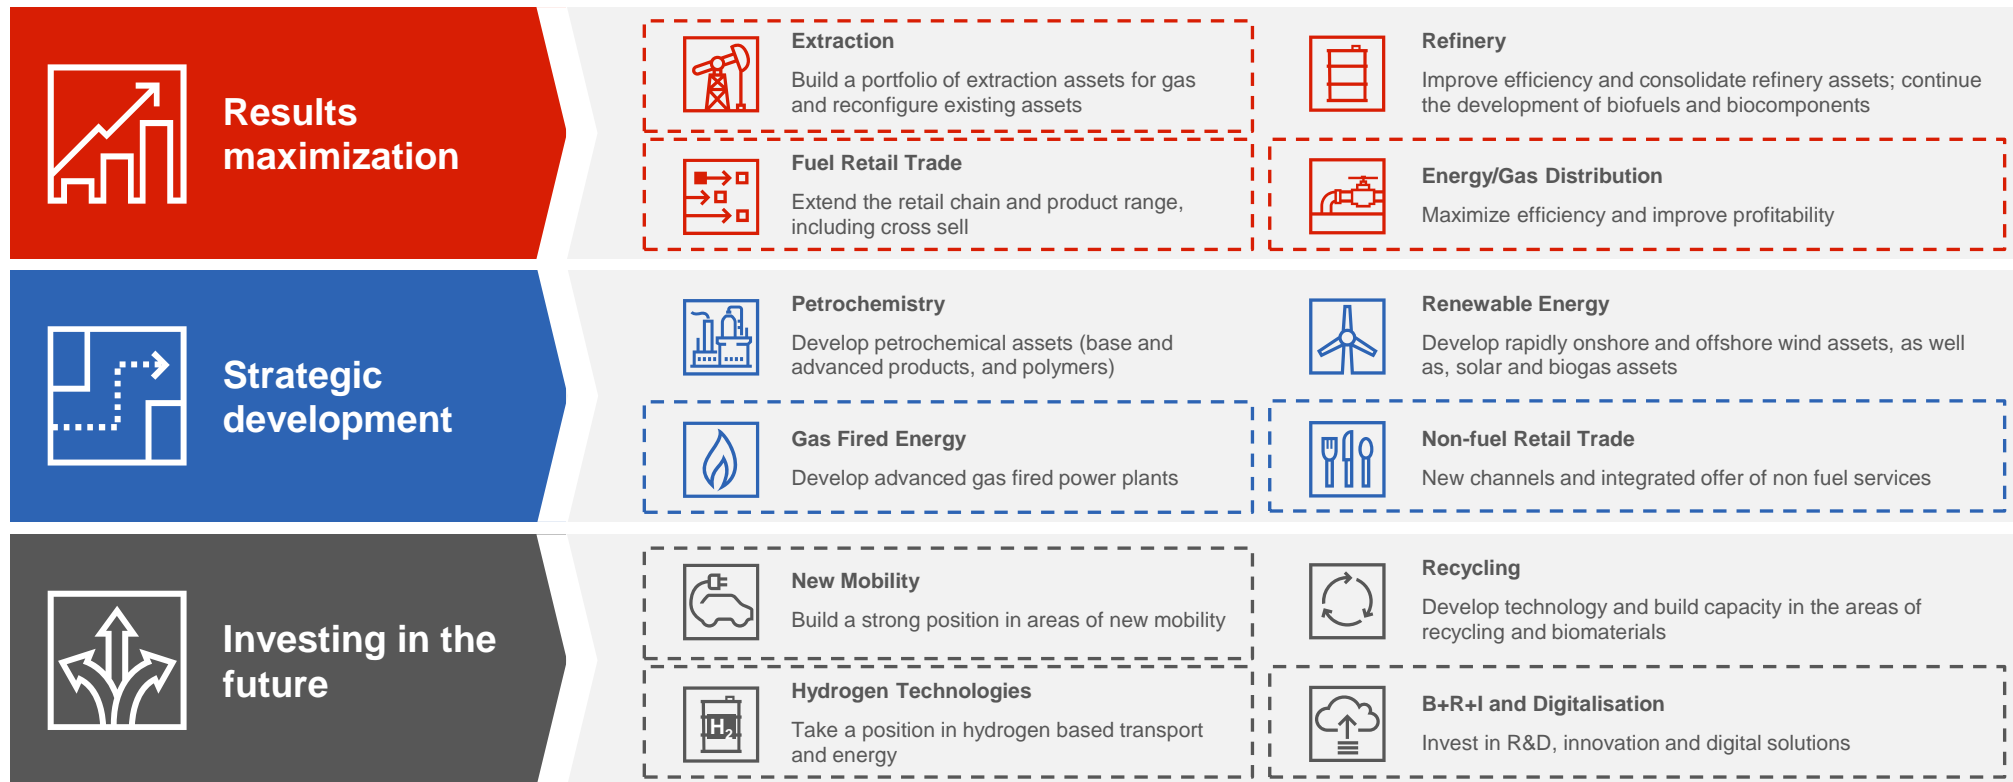 Results
maximization
Extraction
Build a portfolio of extraction assets for gas
and reconfigure existing assets
Refinery
Improve efficiency and consolidate refinery assets; continue
the development of biofuels and biocomponents
Fuel Retail Trade
Extend the retail chain and product range,
including cross sell
Energy/Gas Distribution
Maximize efficiency and improve profitability
Strategic
development
Petrochemistry
Develop petrochemical assets (base and
advanced products, and polymers)
Renewable Energy
Develop rapidly onshore and offshore wind assets, as well
as, solar and biogas assets
Gas Fired Energy
Develop advanced gas fired power plants
Non-fuel Retail Trade
New channels and integrated offer of non fuel services
Investing in the
future
New Mobility
Build a strong position in areas of new mobility
Recycling
Develop technology and build capacity in the areas of
recycling and biomaterials
Hydrogen Technologies
H2
Take a position in hydrogen based transport
and energy
B+R+I and Digitalisation
Invest in R&D, innovation and digital solutions